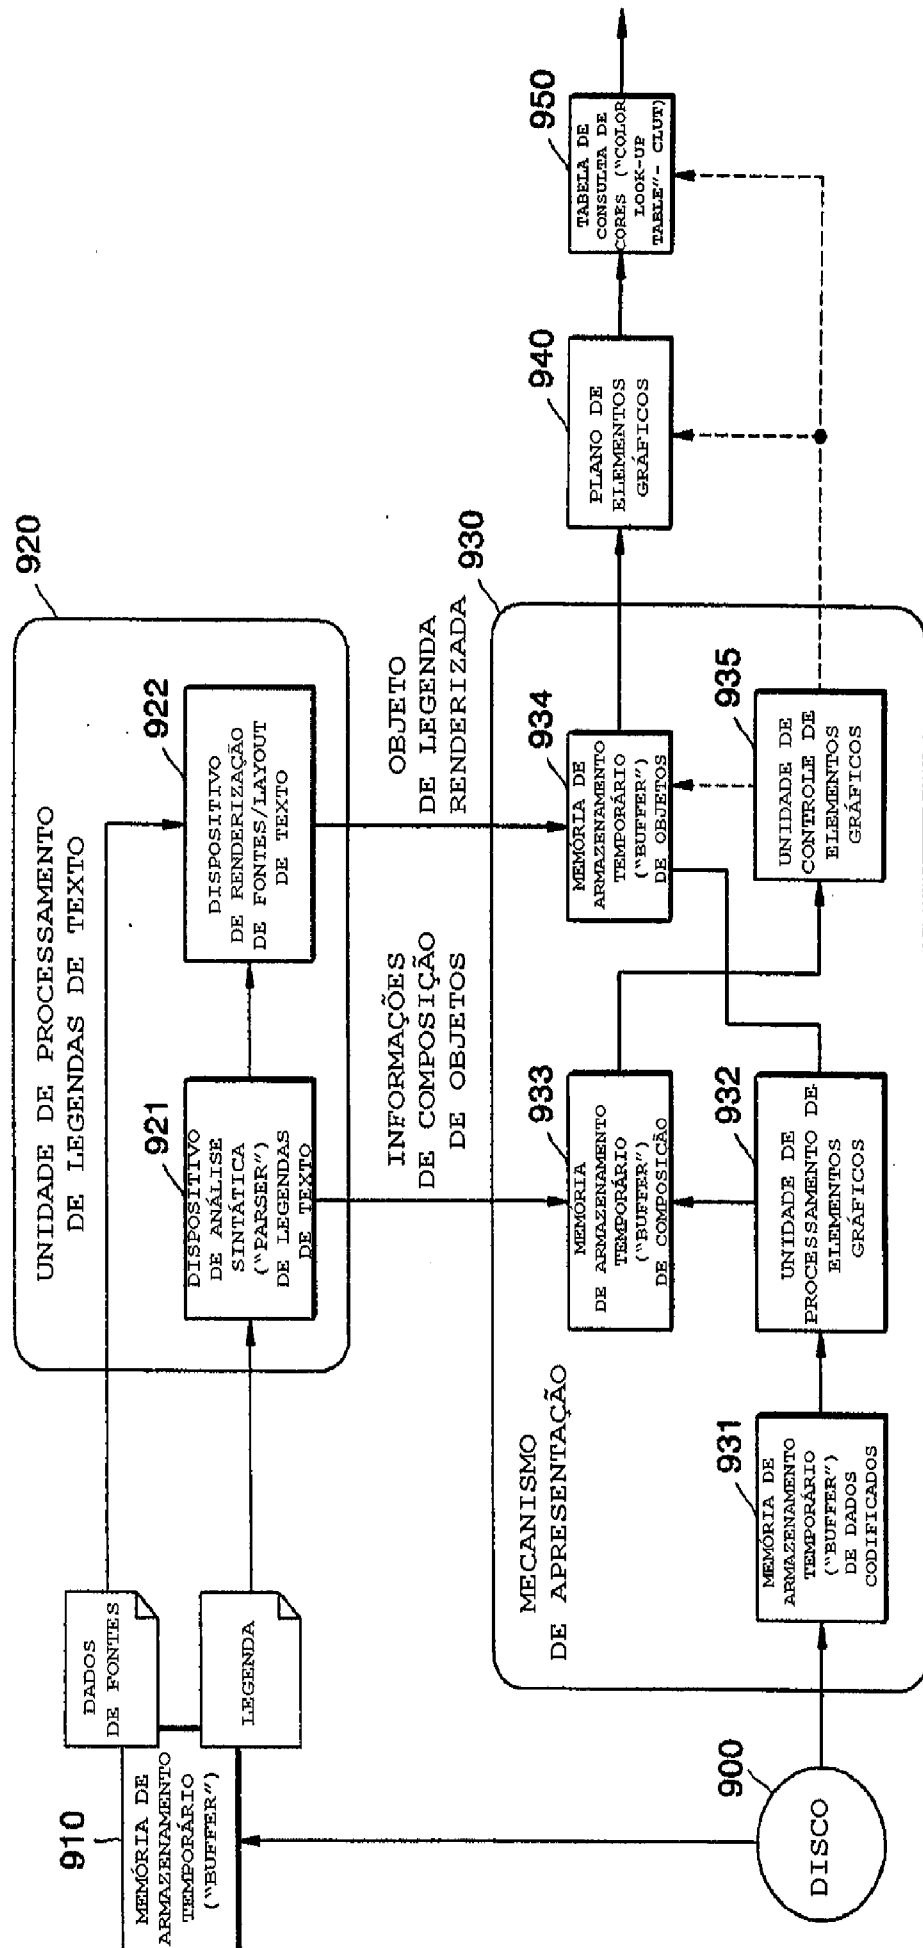 910
MEMÓRIA DE
ARMAZENAMENTO
TEMPORÁRIO
("BUFFER")
DADOS
DE FONTES
LEGENDA
UNIDADE DE PROCESSAMENTO
DE LEGENDAS DE TEXTO
920
921
DISPOSITIVO
DE ANÁLISE
SINTÁTICA
("PARSER")
DE LEGENDAS
DE TEXTO
922
DISPOSITIVO
DE RENDERIZAÇÃO
DE FONTES/LAYOUT
DE TEXTO
INFORMAÇÕES
DE COMPOSIÇÃO
DE OBJETOS
OBJETO
DE LEGENDA
RENDERIZADA
930
MECANISMO
DE APRESENTAÇÃO
933
MEMÓRIA
DE ARMAZENAMENTO
TEMPORÁRIO
("BUFFER")
DE COMPOSIÇÃO
934
MEMÓRIA DE
ARMAZENAMENTO
TEMPORÁRIO
("BUFFER")
DE OBJETOS
940
PLANO DE
ELEMENTOS
GRÁFICOS
950
TABELA DE
CONSULTA DE
CORES ("COLOR
LOOK-UP
TABLE"- CLUT)
900
DISCO
931
MEMÓRIA DE
ARMAZENAMENTO
TEMPORÁRIO
("BUFFER")
DE DADOS
CODIFICADOS
932
UNIDADE DE
PROCESSAMENTO DE
ELEMENTOS
GRÁFICOS
935
UNIDADE DE
CONTROLE DE
ELEMENTOS
GRÁFICOS